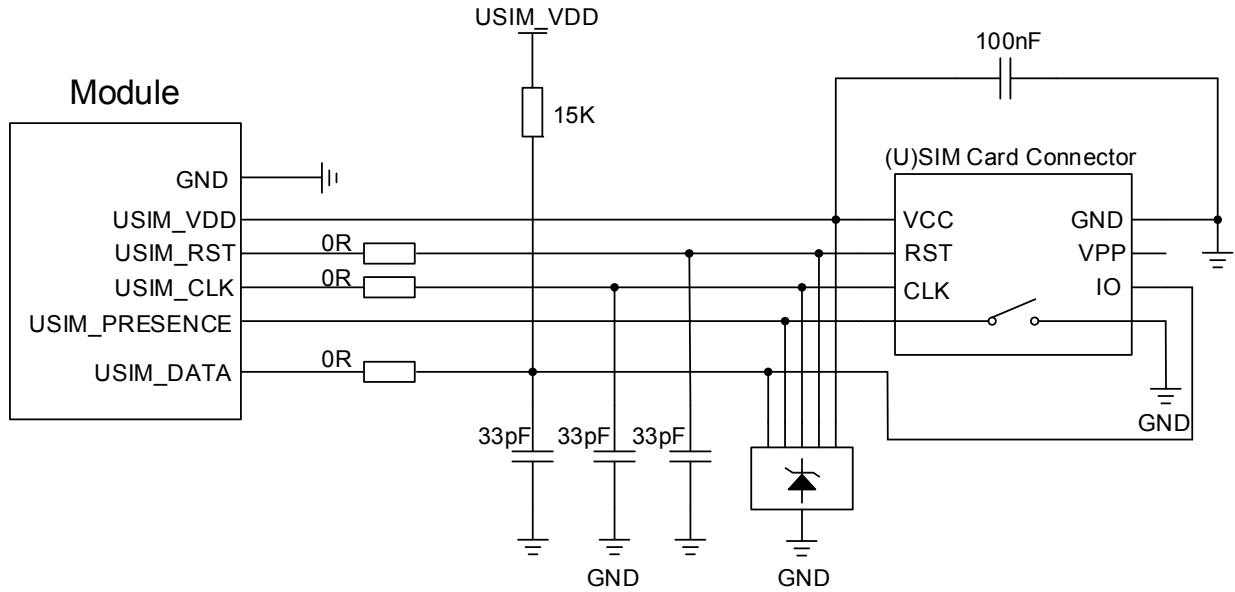 USIM_VDD
100nF
Module
15K
(U)SIM Card Connector
GND
USIM_VDD
USIM_RST
USIM_CLK
USIM_PRESENCE
USIM_DATA
0R
0R
0R
VCC
RST
CLK
GND
VPP
IO
GND
33pF
33pF
33pF
GND
GND